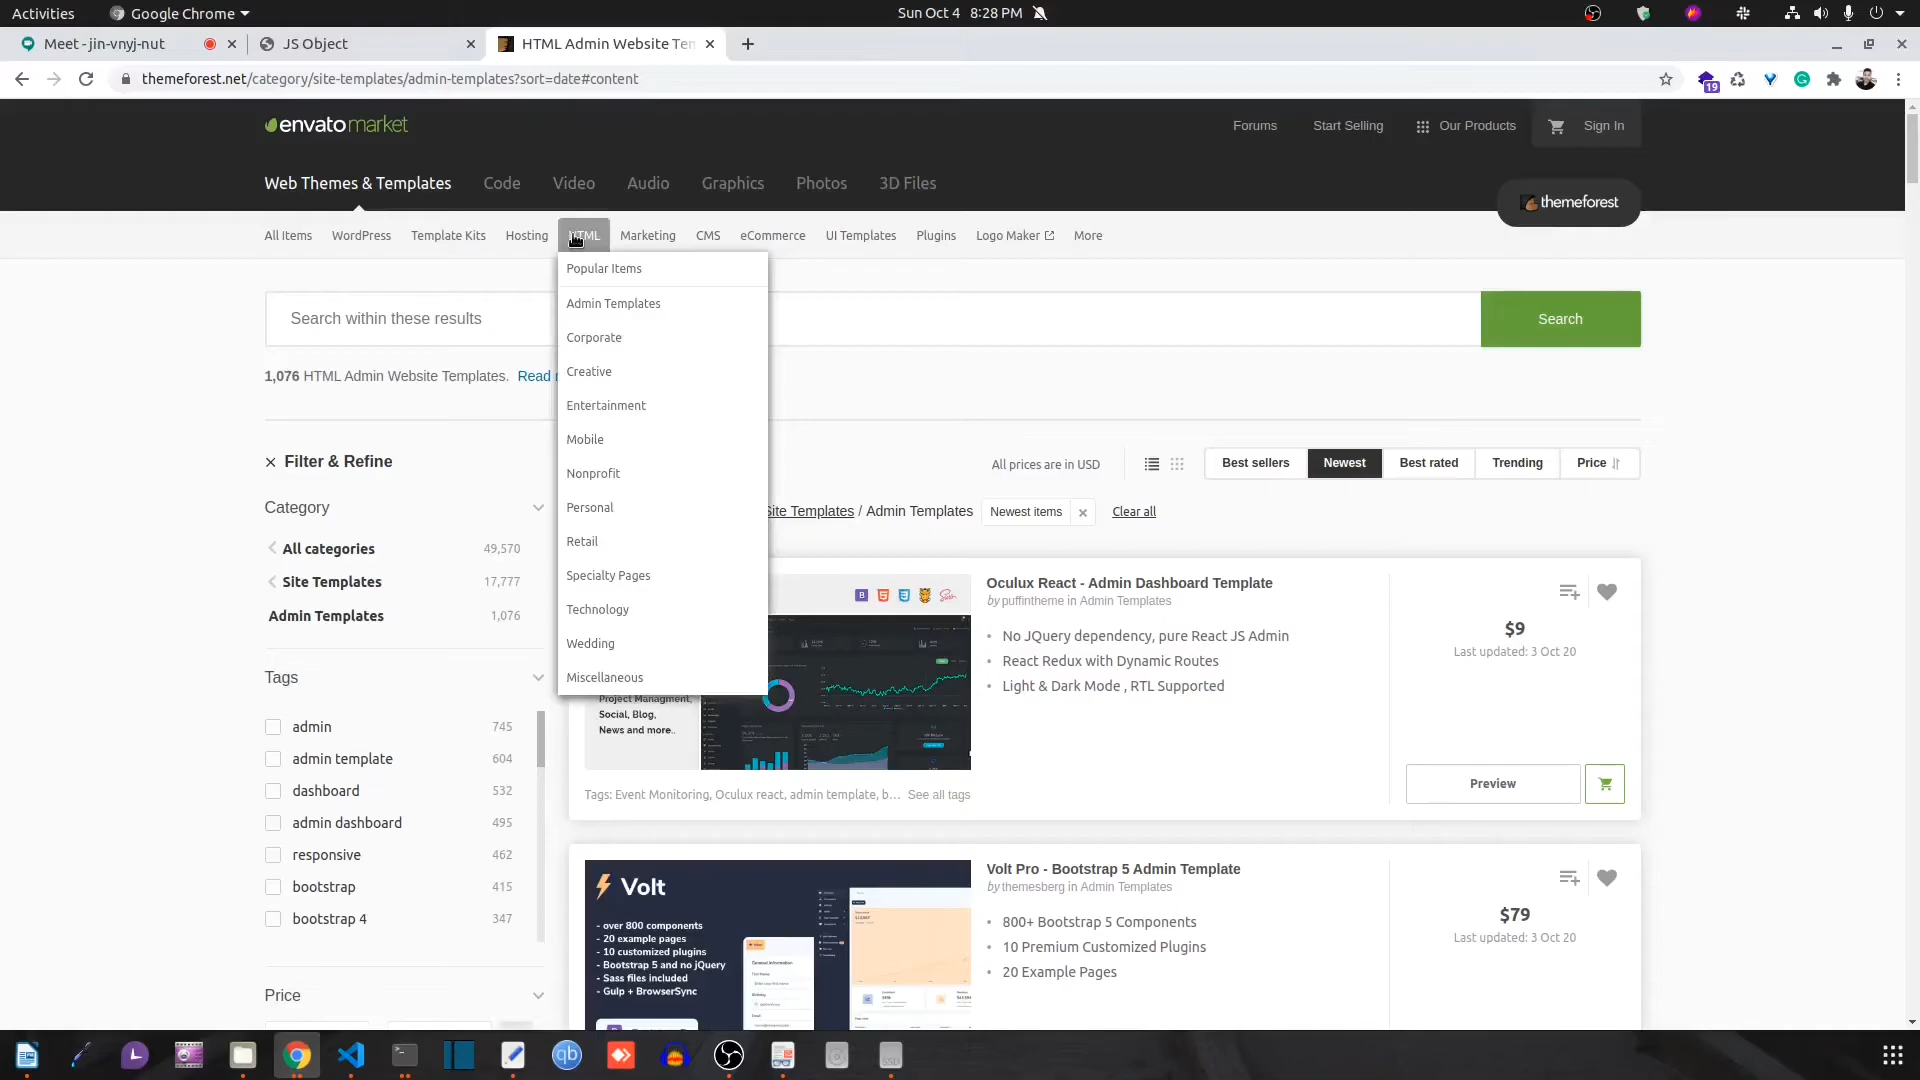 Activities
Google Chrome
Sun Oct 4 8:28 PM
Meet - jin-vnyj-nut
JS Object
HTML Admin Website Tem
themeforest.net/category/site-templates/admin-templates?sort=date#content
19
envato market
Forums
Start Selling
Our Products
Sign In
Web Themes & Templates
Code
Video
Audio
Graphics
Photos
3D Files
themeforest
All Items
WordPress
Template Kits
Hosting
HTML
Marketing
CMS
eCommerce
UI Templates
Plugins
Logo Maker
More
Popular Items
Admin Templates
Corporate
Creative
Entertainment
Mobile
Nonprofit
Personal
Retail
Specialty Pages
Technology
Wedding
Miscellaneous
Search within these results
Search
1,076 HTML Admin Website Templates. Read
Filter & Refine
All prices are in USD
Best sellers
Newest
Best rated
Trending
Price
Site Templates / Admin Templates
Newest items
Clear all
Category
All categories 49,570
Site Templates 17,777
Admin Templates 1,076
Tags
admin 745
admin template 604
dashboard 532
admin dashboard 495
responsive 462
bootstrap 415
bootstrap 4 347
Price
Project Managment,
Social, Blog,
News and more..
Oculux React - Admin Dashboard Template
by puffintheme in Admin Templates
• No JQuery dependency, pure React JS Admin
• React Redux with Dynamic Routes
• Light & Dark Mode , RTL Supported
$9
Last updated: 3 Oct 20
Preview
Tags: Event Monitoring, Oculux react, admin template, b... See all tags
Volt
- over 800 components
- 20 example pages
- 10 customized plugins
- Bootstrap 5 and no jQuery
- Sass files included
- Gulp + BrowserSync
Volt Pro - Bootstrap 5 Admin Template
by themesberg in Admin Templates
• 800+ Bootstrap 5 Components
• 10 Premium Customized Plugins
• 20 Example Pages
$79
Last updated: 3 Oct 20
qb
SSD